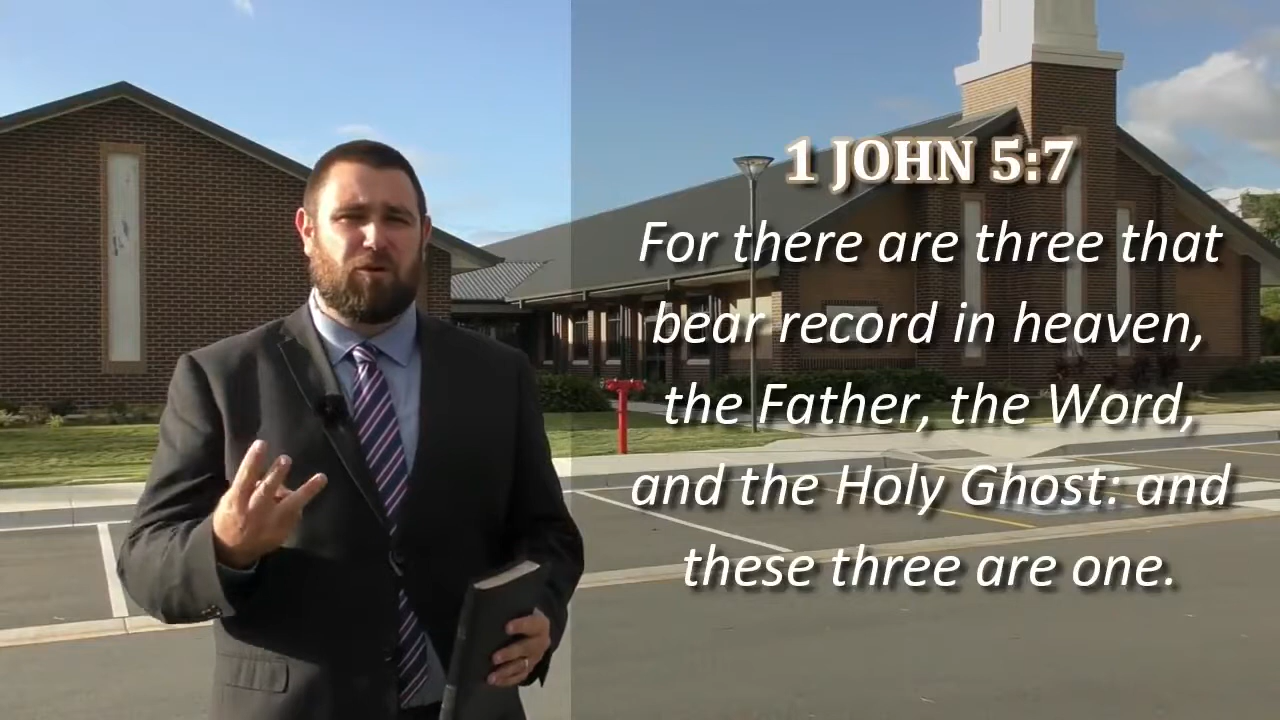 1 JOHN 5:7
For there are three that
bear record in heaven,
the Father, the Word,
and the Holy Ghost: and
these three are one.